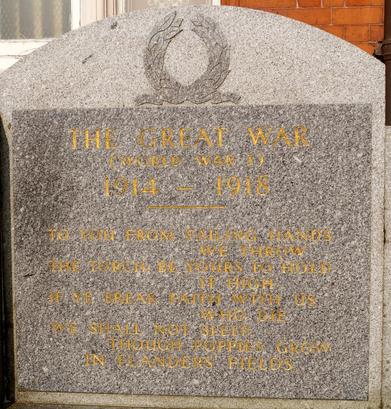 THE GREAT WAR
(WORLD WAR I)
1914 – 1918
TO YOU FROM FAILING HANDS
WE THROW
THE TORCH BE YOURS TO HOLD
IT HIGH
IF YE BREAK FAITH WITH US
WHO DIE
WE SHALL NOT SLEEP
THOUGH POPPIES GROW
IN FLANDERS FIELDS